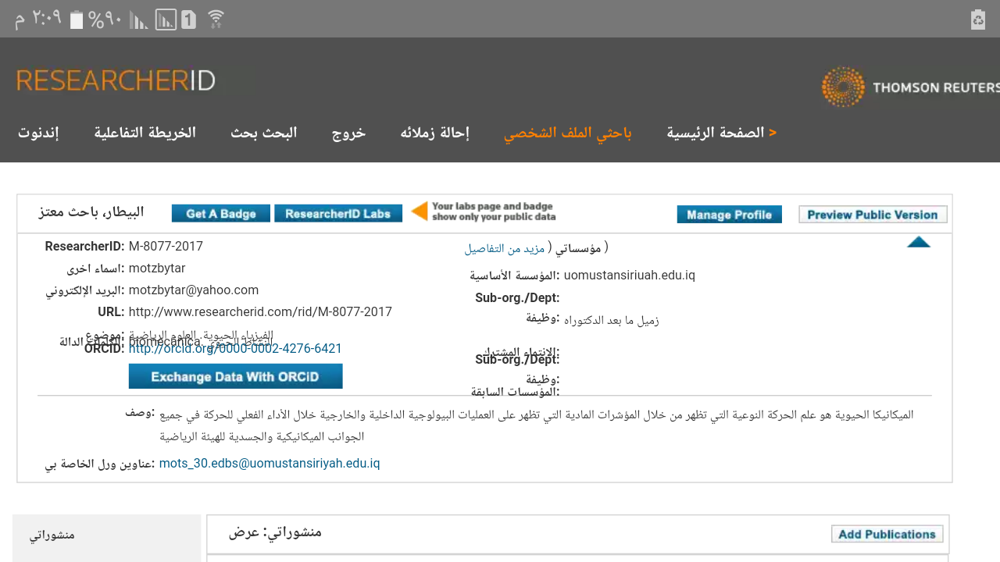 م ٢:٠٩ %٩٠ 1
RESEARCHERID
THOMSON REUTERS
< الصفحة الرئيسية باحثي الملف الشخصي إحالة زملائه خروج البحث بحث الخريطة التفاعلية إندنوت
البيطار، باحث معتز Get A Badge ResearcherID Labs Your labs page and badge
show only your public data
Manage Profile Preview Public Version
ResearcherID: M-8077-2017
اسماء اخرى: motzbytar
البريد الإلكتروني: motzbytar@yahoo.com
URL: http://www.researcherid.com/rid/M-8077-2017
موضوع: الفيزياء الحيوية. العلوم الرياضية
الكلمات الدالة: biomecanica. النشاط الحيوي
ORCID: http://orcid.org/0000-0002-4276-6421
Exchange Data With ORCiD
( مؤسساتي ( مزيد من التفاصيل
المؤسسة الأساسية: uomustansiriuah.edu.iq
Sub-org./Dept:
وظيفة: زميل ما بعد الدكتوراه
الانتماء المشترك:
Sub-org./Dept:
وظيفة:
المؤسسات السابقة:
وصف: الميكانيكا الحيوية هو علم الحركة النوعية التي تظهر من خلال المؤشرات المادية التي تظهر على العمليات البيولوجية الداخلية والخارجية خلال الأداء الفعلي للحركة في جميع
الجوانب الميكانيكية والجسدية للهيئة الرياضية
عناوين ورل الخاصة بي: mots_30.edbs@uomustansiriyah.edu.iq
منشوراتي
منشوراتي: عرض
Add Publications